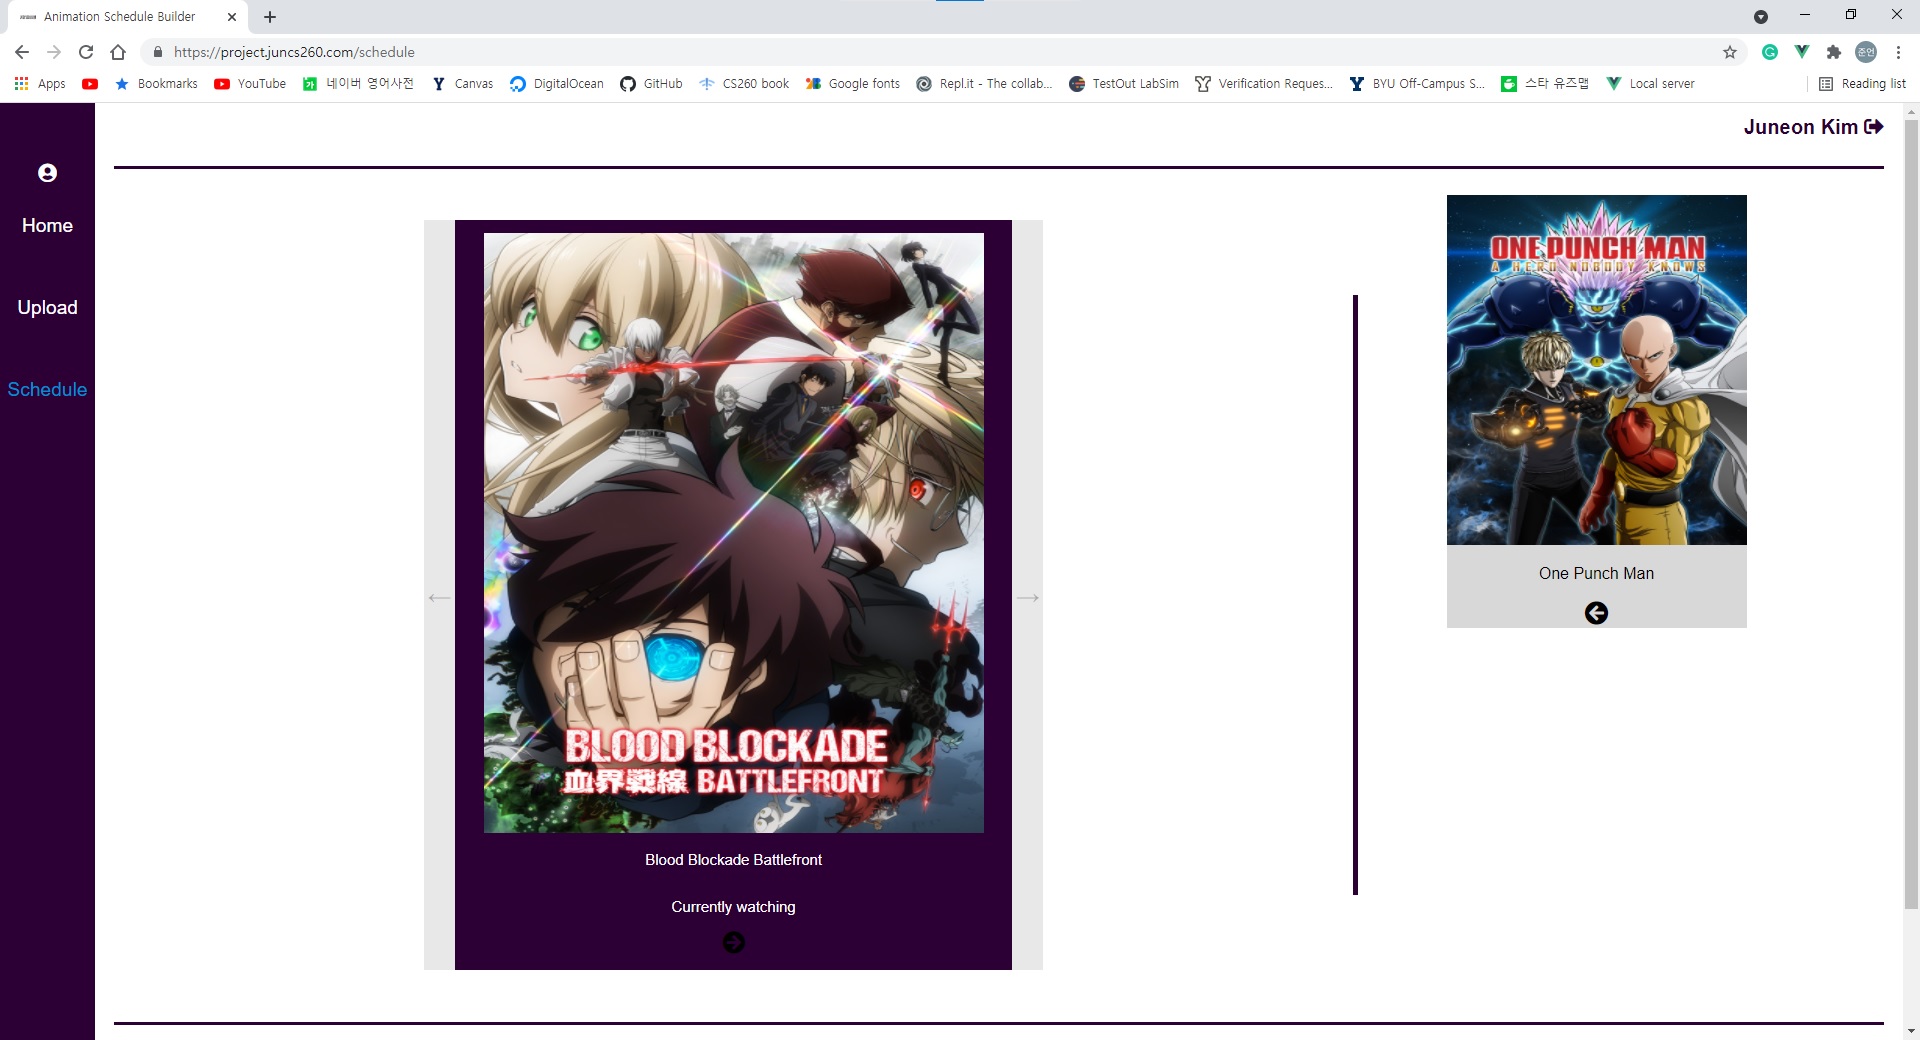 Animation Schedule Builder
https://project.juncs260.com/schedule
준언
Apps
Bookmarks
YouTube
네이버 영어사전
Canvas
DigitalOcean
GitHub
CS260 book
Google fonts
Repl.it - The collab...
TestOut LabSim
Verification Reques...
BYU Off-Campus S...
스타 유즈맵
Local server
Reading list
Juneon Kim
Home
Upload
Schedule
BLOOD BLOCKADE
血界戦線 BATTLEFRONT
Blood Blockade Battlefront
Currently watching
ONE PUNCH MAN
A HERO NOBODY KNOWS
One Punch Man